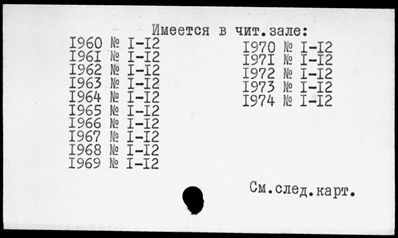 Имеется в чит.зале:
I960 № I-I2
I96I № I-I2
I962 № I-I2
I963 № I-I2
I964 № I-I2
I965 № I-I2
I966 № I-I2
I967 № I-I2
I968 № I-I2
I969 № I-I2
I970 № I-I2
I97I № I-I2
I972 № I-I2
I973 № I-I2
I974 № I-I2
См.след.карт.